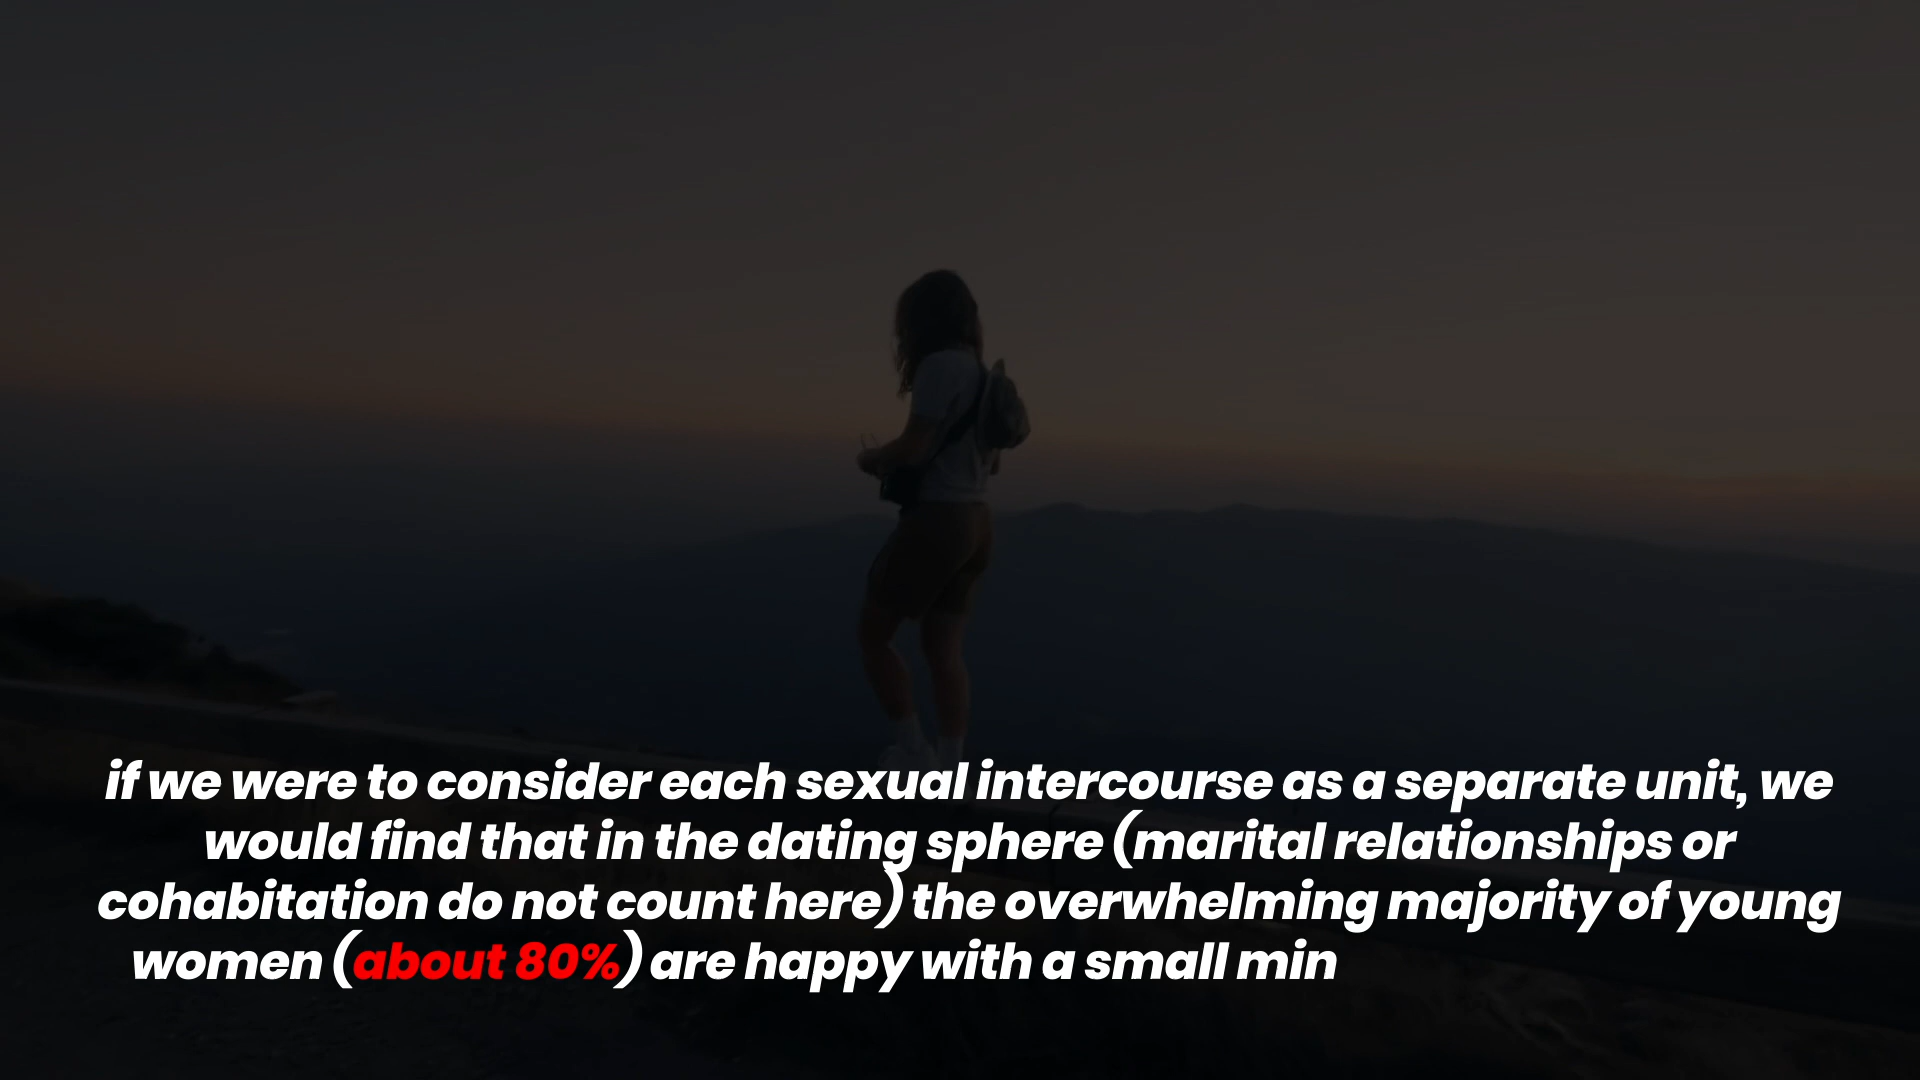 if we were to consider each sexual intercourse as a separate unit, we
would find that in the dating sphere (marital relationships or
cohabitation do not count here) the overwhelming majority of young
women (about 80%) are happy with a small min